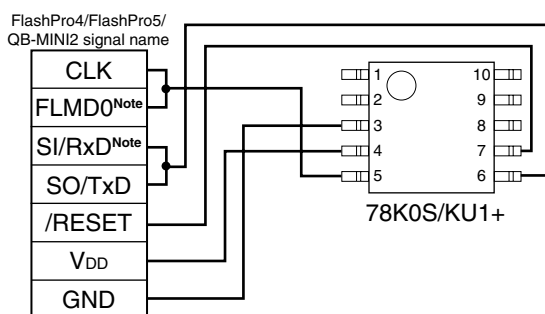 FlashPro4/FlashPro5/
QB-MINI2 signal name
CLK
FLMD0Note
SI/RxDNote
SO/TxD
/RESET
VDD
GND
1
2
3
4
5
10
9
8
7
6
78K0S/KU1+